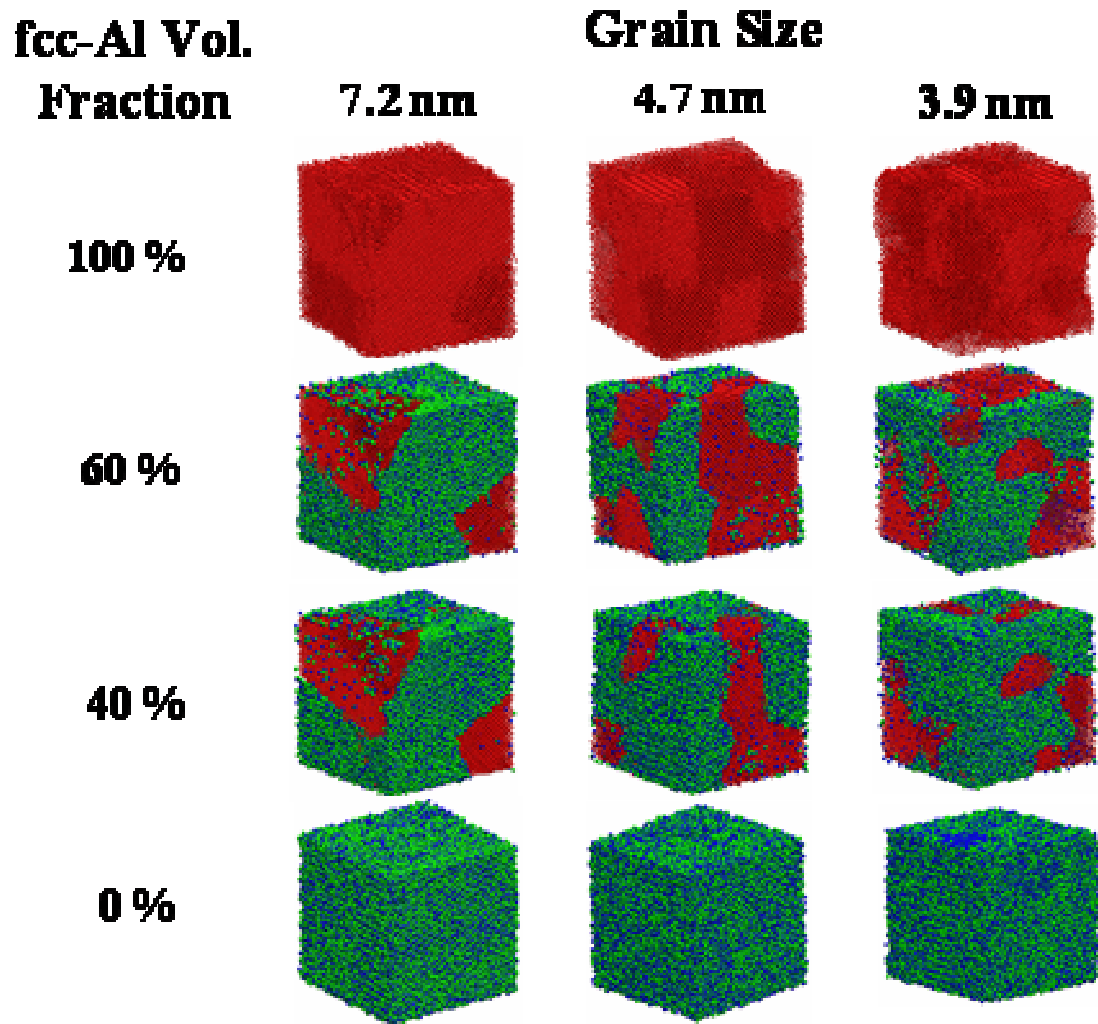 fcc-Al Vol.
Fraction
Grain Size
7.2 nm
4.7 nm
3.9 nm
100 %
60 %
40 %
0 %